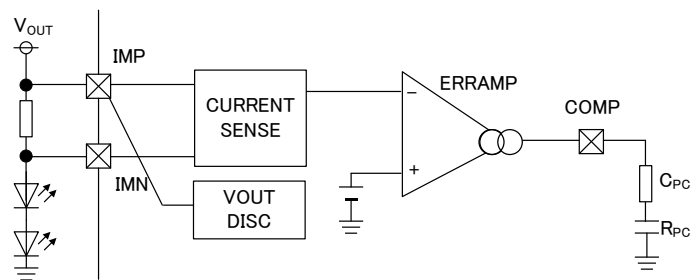 VOUT
IMP
CURRENT
SENSE
−
ERRAMP
COMP
IMN
+
VOUT
DISC
CPC
RPC